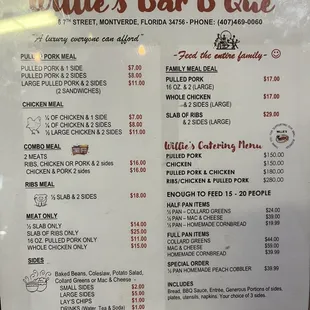 Willie's Bar B Que
7TH STREET, MONTVERDE, FLORIDA 34756 - PHONE: (407)469-0060
"A luxury everyone can afford"
PULLED PORK MEAL
PULLED PORK & 1 SIDE $7.00
PULLED PORK & 2 SIDES $8.00
LARGE PULLED PORK & 2 SIDES $11.00
(2 SANDWICHES)
CHICKEN MEAL
¼ OF CHICKEN & 1 SIDE $7.00
¼ OF CHICKEN & 2 SIDES $8.00
½ LARGE CHICKEN & 2 SIDES $11.00
COMBO MEAL
2 MEATS
RIBS, CHICKEN OR PORK & 2 sides $16.00
CHICKEN & PORK & 2 sides $16.00
RIBS MEAL
½ SLAB & 2 SIDES $18.00
MEAT ONLY
½ SLAB ONLY $14.00
SLAB OF RIBS ONLY $25.00
16 OZ. PULLED PORK ONLY $11.00
WHOLE CHICKEN ONLY $15.00
SIDES
Baked Beans, Coleslaw, Potato Salad,
Collard Greens or Mac & Cheese
SMALL SIDES $2.00
LARGE SIDES $5.00
LAY'S CHIPS $1.00
DRINKS (Water, Tea & Soda)
-Feed the entire family-
FAMILY MEAL DEAL
PULLED PORK $17.00
16 OZ. & 2 (LARGE)
WHOLE CHICKEN $17.00
& 2 SIDES (LARGE)
SLAB OF RIBS $29.00
& 2 SIDES (LARGE)
Willie's Catering Menu
PULLED PORK $150.00
CHICKEN $150.00
PULLED PORK & CHICKEN $180.00
RIBS/CHICKEN & PULLED PORK $280.00
ENOUGH TO FEED 15 - 20 PEOPLE
HALF PAN ITEMS
½ PAN – COLLARD GREENS $24.00
½ PAN – MAC & CHEESE $39.00
½ PAN – HOMEMADE CORNBREAD $19.99
FULL PAN ITEMS
COLLARD GREENS $44.00
MAC & CHEESE $59.00
HOMEMADE CORNBREAD $39.99
SPECIAL ORDER
½ PAN HOMEMADE PEACH COBBLER $39.99
INCLUDES
Bread, BBQ Sauce, Entrée, Generous Portions of sides,
plates, utensils, napkins. Your choice of 3 sides.